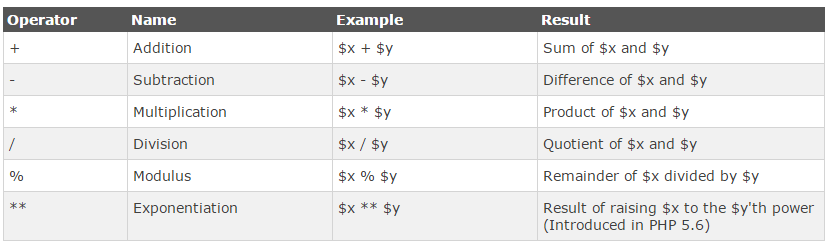 Operator Name Example Result
+ Addition $x + $y Sum of $x and $y
- Subtraction $x - $y Difference of $x and $y
* Multiplication $x * $y Product of $x and $y
/ Division $x / $y Quotient of $x and $y
% Modulus $x % $y Remainder of $x divided by $y
** Exponentiation $x ** $y Result of raising $x to the $y'th power
(Introduced in PHP 5.6)